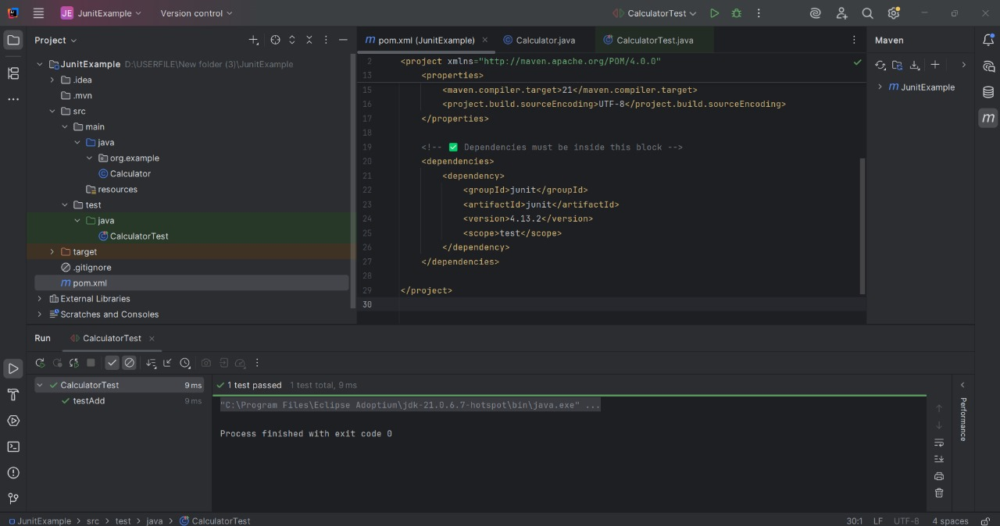 JE JunitExample Version control CalculatorTest
Project
pom.xml (JunitExample) Calculator.java CalculatorTest.java
Maven
JunitExample D:\USERFILE\New folder (3)\JunitExample
.idea
.mvn
src
main
java
org.example
Calculator
resources
test
java
CalculatorTest
target
.gitignore
pom.xml
External Libraries
Scratches and Consoles
2 <project xmlns="http://maven.apache.org/POM/4.0.0"
13 <properties>
15 <maven.compiler.target>21</maven.compiler.target>
16 <project.build.sourceEncoding>UTF-8</project.build.sourceEncoding>
17 </properties>
18
19 <!-- ✅ Dependencies must be inside this block -->
20 <dependencies>
21 <dependency>
22 <groupId>junit</groupId>
23 <artifactId>junit</artifactId>
24 <version>4.13.2</version>
25 <scope>test</scope>
26 </dependency>
27 </dependencies>
28
29 </project>
30
JunitExample
Run CalculatorTest
CalculatorTest 9 ms
testAdd 9 ms
1 test passed 1 test total, 9 ms
"C:\Program Files\Eclipse Adoptium\jdk-21.0.6.7-hotspot\bin\java.exe" ...
Process finished with exit code 0
Performance
JunitExample > src > test > java > CalculatorTest
30:1 LF UTF-8 4 spaces